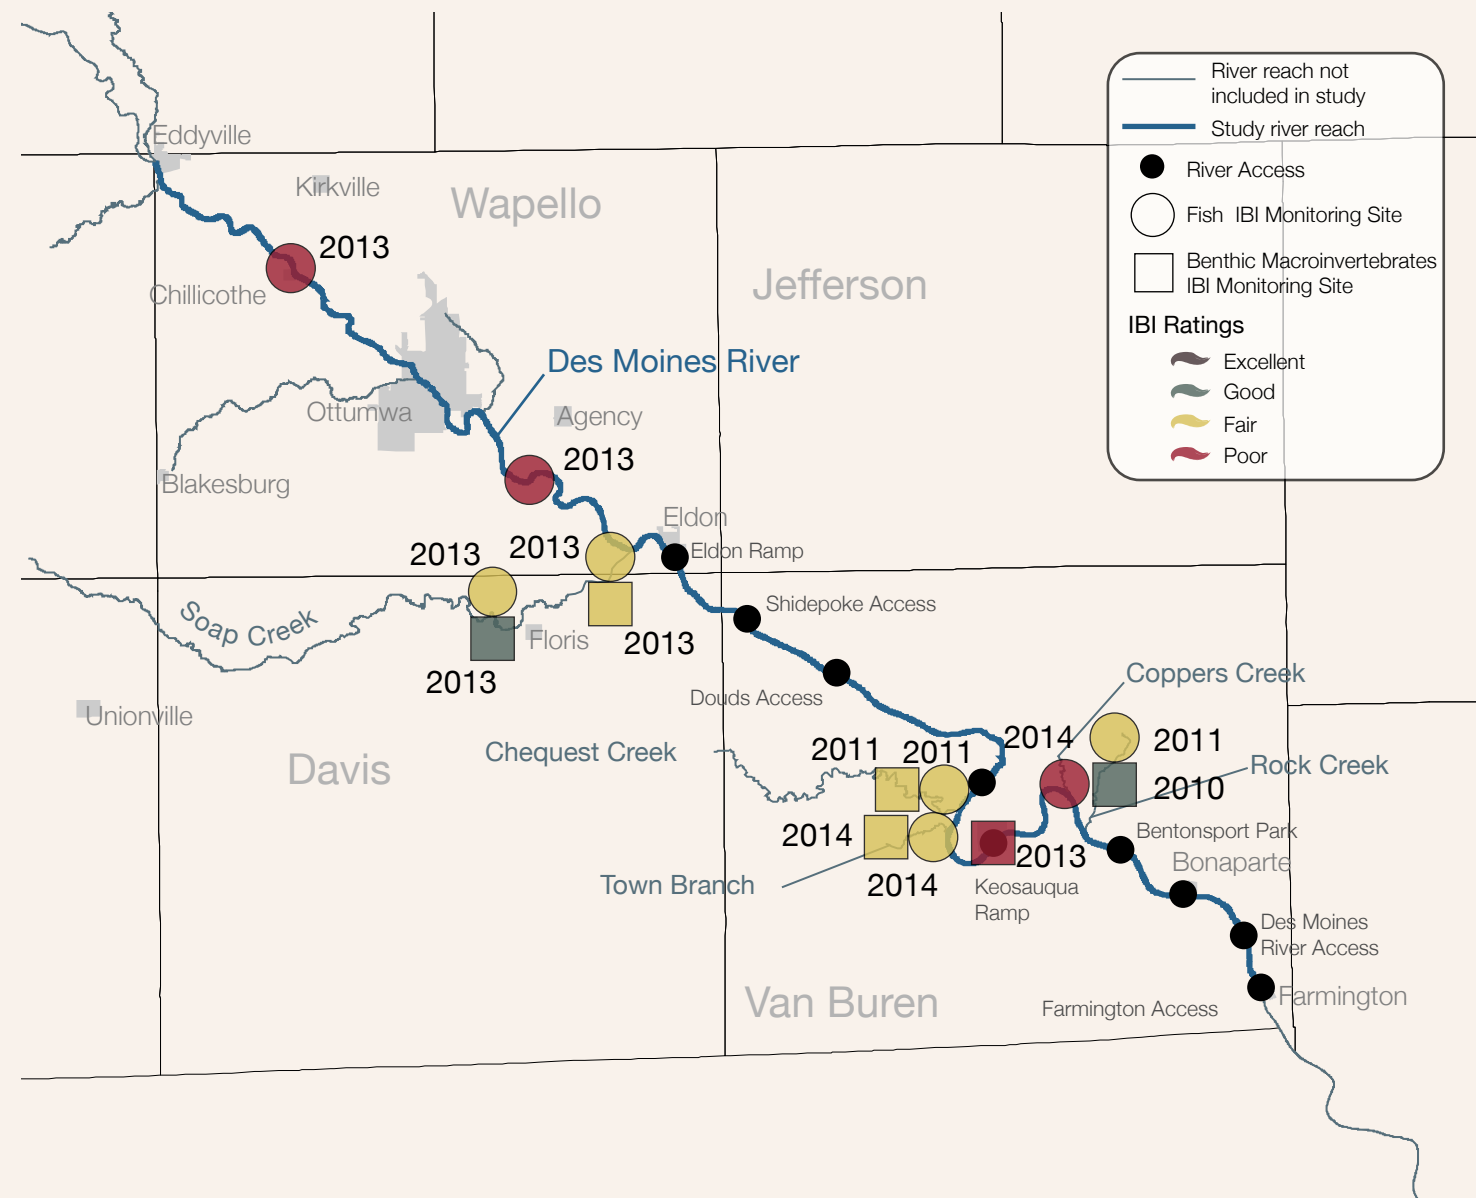 River reach not
included in study
Study river reach
River Access
Fish IBI Monitoring Site
Benthic Macroinvertebrates
IBI Monitoring Site
IBI Ratings
Excellent
Good
Fair
Poor
Eddyville
Kirkville
Wapello
2013
Chillicothe
Jefferson
Des Moines River
Ottumwa
Agency
2013
Blakesburg
Eldon
2013
2013
Eldon Ramp
Soap Creek
Floris
2013
2013
Shidepoke Access
Douds Access
Coppers Creek
Unionville
Davis
Chequest Creek
2011
2011
2014
2011
Rock Creek
2010
2014
2013
Bentonsport Park
Bonaparte
Town Branch
2014
Keosauqua
Ramp
Des Moines
River Access
Van Buren
Farmington Access
Farmington